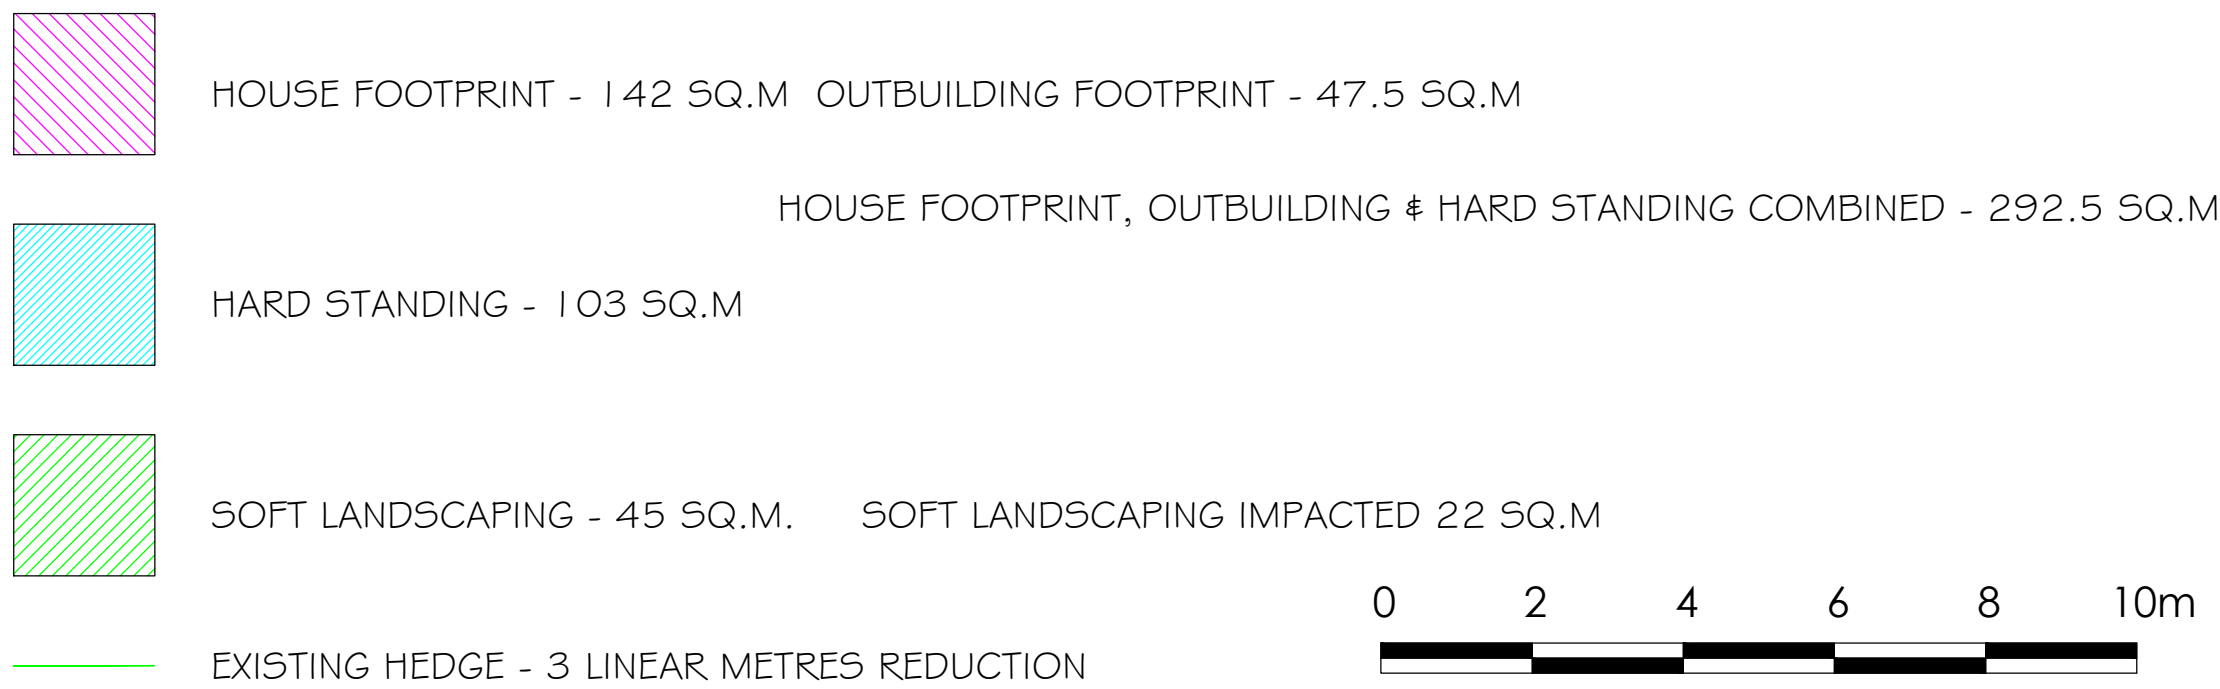 HOUSE FOOTPRINT - 142 SQ.M OUTBUILDING FOOTPRINT - 47.5 SQ.M
HOUSE FOOTPRINT, OUTBUILDING & HARD STANDING COMBINED - 292.5 SQ.M
HARD STANDING - 103 SQ.M
SOFT LANDSCAPING - 45 SQ.M. SOFT LANDSCAPING IMPACTED 22 SQ.M
0 2 4 6 8 10m
EXISTING HEDGE - 3 LINEAR METRES REDUCTION